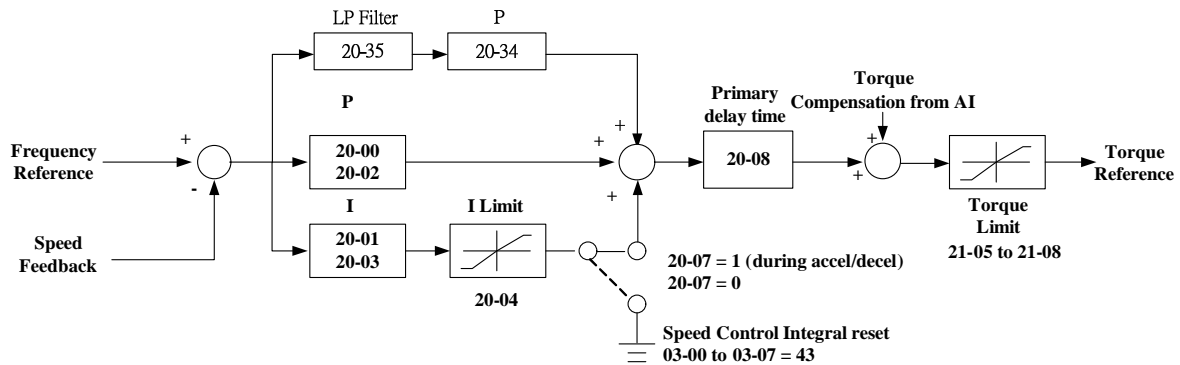 LP Filter
P
20-35
20-34
Torque
Compensation from AI
Primary
delay time
P
+
+
+
+
Frequency
Reference
20-00
20-02
20-08
Torque
Reference
-
+
+
I
I Limit
Torque
Limit
21-05 to 21-08
Speed
Feedback
20-01
20-03
20-07 = 1 (during accel/decel)
20-07 = 0
20-04
Speed Control Integral reset
03-00 to 03-07 = 43